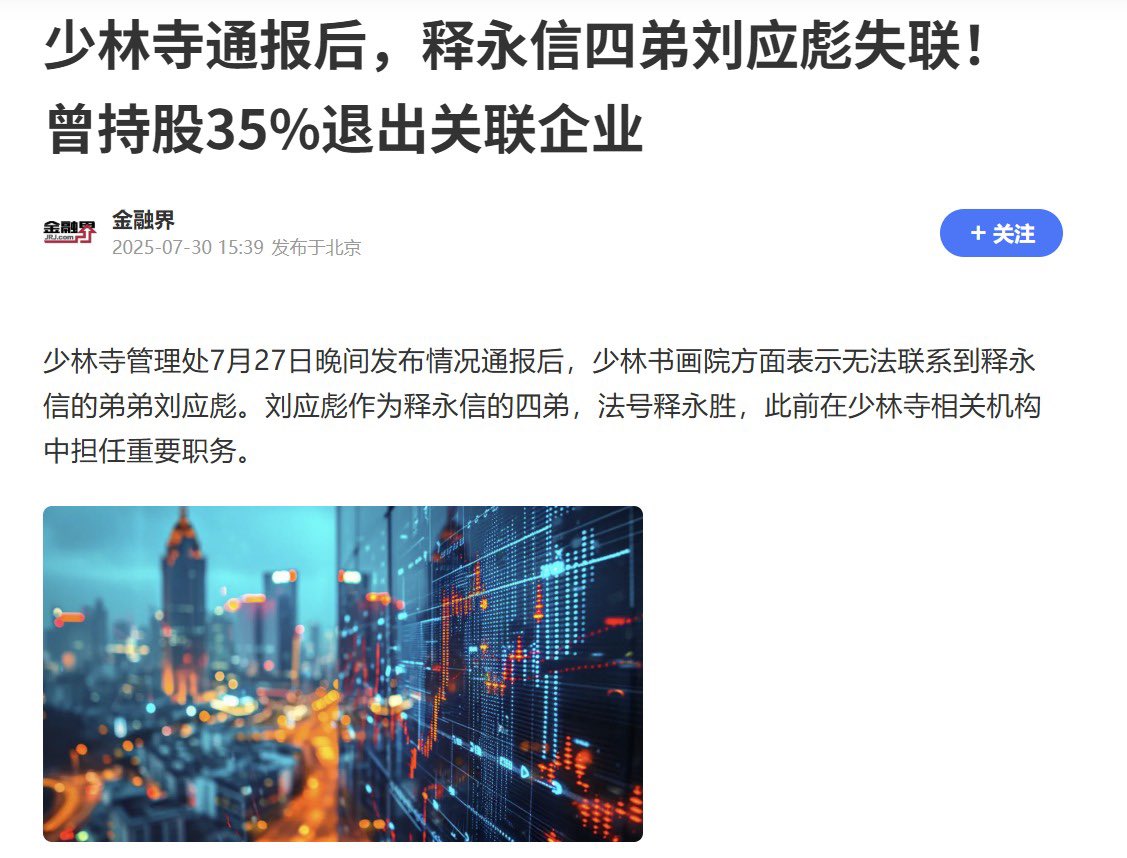 少林寺通报后，释永信四弟刘应彪失联！
曾持股35%退出关联企业
金融界
JRJ.com
金融界
2025-07-30 15:39 发布于北京
+ 关注
少林寺管理处7月27日晚间发布情况通报后，少林书画院方面表示无法联系到释永
信的弟弟刘应彪。刘应彪作为释永信的四弟，法号释永胜，此前在少林寺相关机构
中担任重要职务。